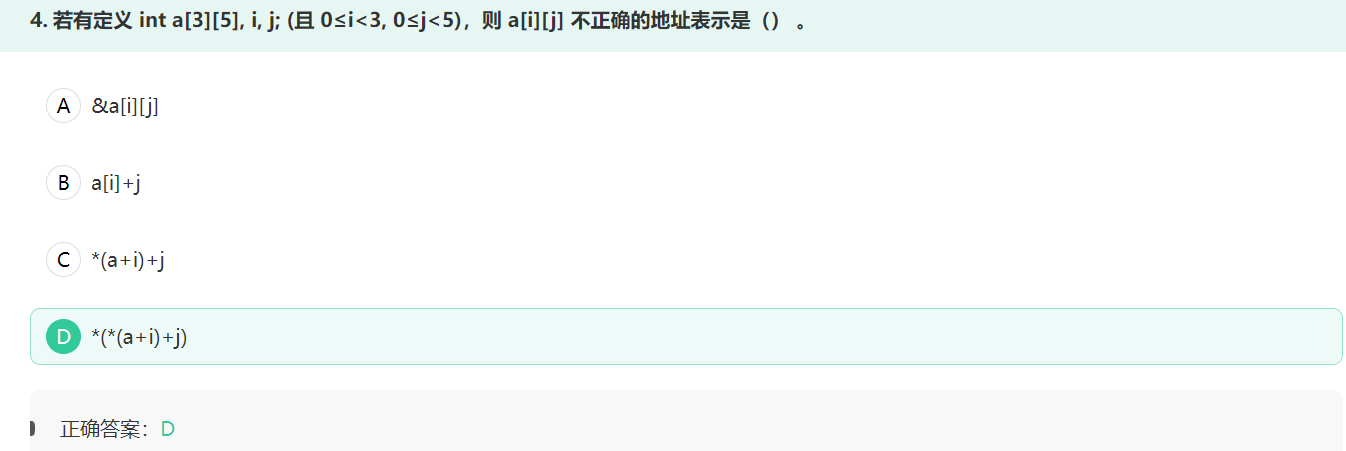 4. 若有定义 int a[3][5], i, j; (且 0≤i<3, 0≤j<5)，则 a[i][j] 不正确的地址表示是（） 。
A &a[i][j]
B a[i]+j
C *(a+i)+j
D *(*(a+i)+j)
正确答案：D